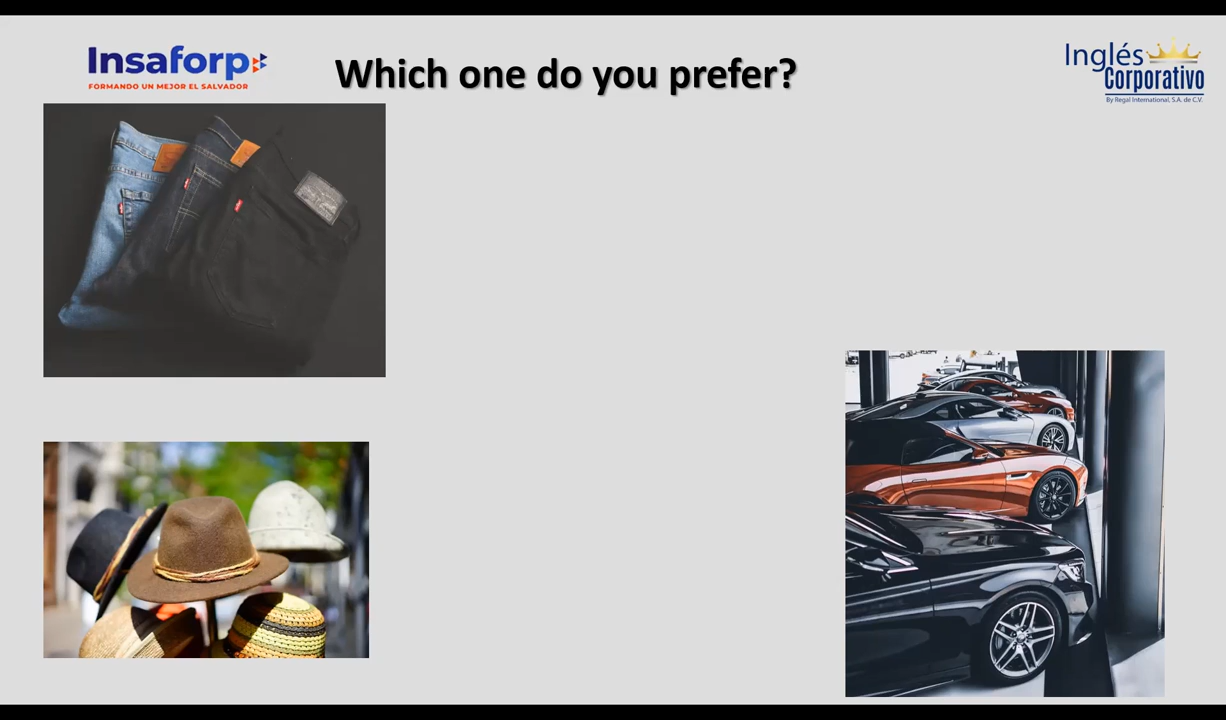 Insaforp
FORMANDO UN MEJOR EL SALVADOR
Which one do you prefer?
Inglés
Corporativo
By Regal International, S.A. de C.V.